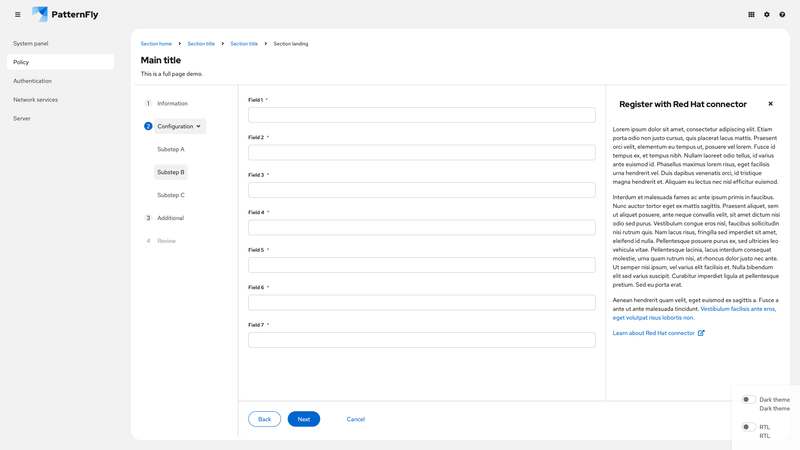 PatternFly
System panel
Policy
Authentication
Network services
Server
Section home
Section title
Section title
Section landing
Main title
This is a full page demo.
1 Information
2 Configuration
Substep A
Substep B
Substep C
3 Additional
4 Review
Field 1 *
Field 2 *
Field 3 *
Field 4 *
Field 5 *
Field 6 *
Field 7 *
Back
Next
Cancel
Register with Red Hat connector
Lorem ipsum dolor sit amet, consectetur adipiscing elit. Etiam
porta odio non justo cursus, quis placerat lacus mattis. Praesent
orci velit, elementum eu tempus ut, posuere vel lorem. Fusce id
tempus ex, et tempus nibh. Nullam laoreet odio tellus, id varius
ante euismod id. Phasellus maximus lorem risus, eget facilisis
urna hendrerit vel. Duis dapibus venenatis orci, id tristique
magna hendrerit et. Aliquam eu lectus nec nisl efficitur euismod.
Interdum et malesuada fames ac ante ipsum primis in faucibus.
Nunc auctor tortor eget ex mattis sagittis. Praesent aliquet, sem
ut aliquet posuere, ante neque convallis velit, sit amet dictum nisi
odio sed purus. Vestibulum congue eros nisl, faucibus sollicitudin
nisi rutrum quis. Nam lacus risus, fringilla sed imperdiet sit amet,
eleifend id nulla. Pellentesque posuere purus ex, sed ultricies leo
vehicula vitae. Pellentesque lacinia, lacus interdum consequat
molestie, urna quam rutrum nisi, at rhoncus dolor justo nec ante.
Ut semper nisi ipsum, vel varius elit facilisis et. Nulla bibendum
elit sed varius suscipit. Curabitur imperdiet ligula at pellentesque
pretium. Sed eu porta erat.
Aenean hendrerit quam velit, eget euismod ex sagittis a. Fusce a
ante ut ante malesuada tincidunt. Vestibulum facilisis ante eros,
eget volutpat risus lobortis non.
Learn about Red Hat connector
Dark theme
Dark theme
RTL
RTL